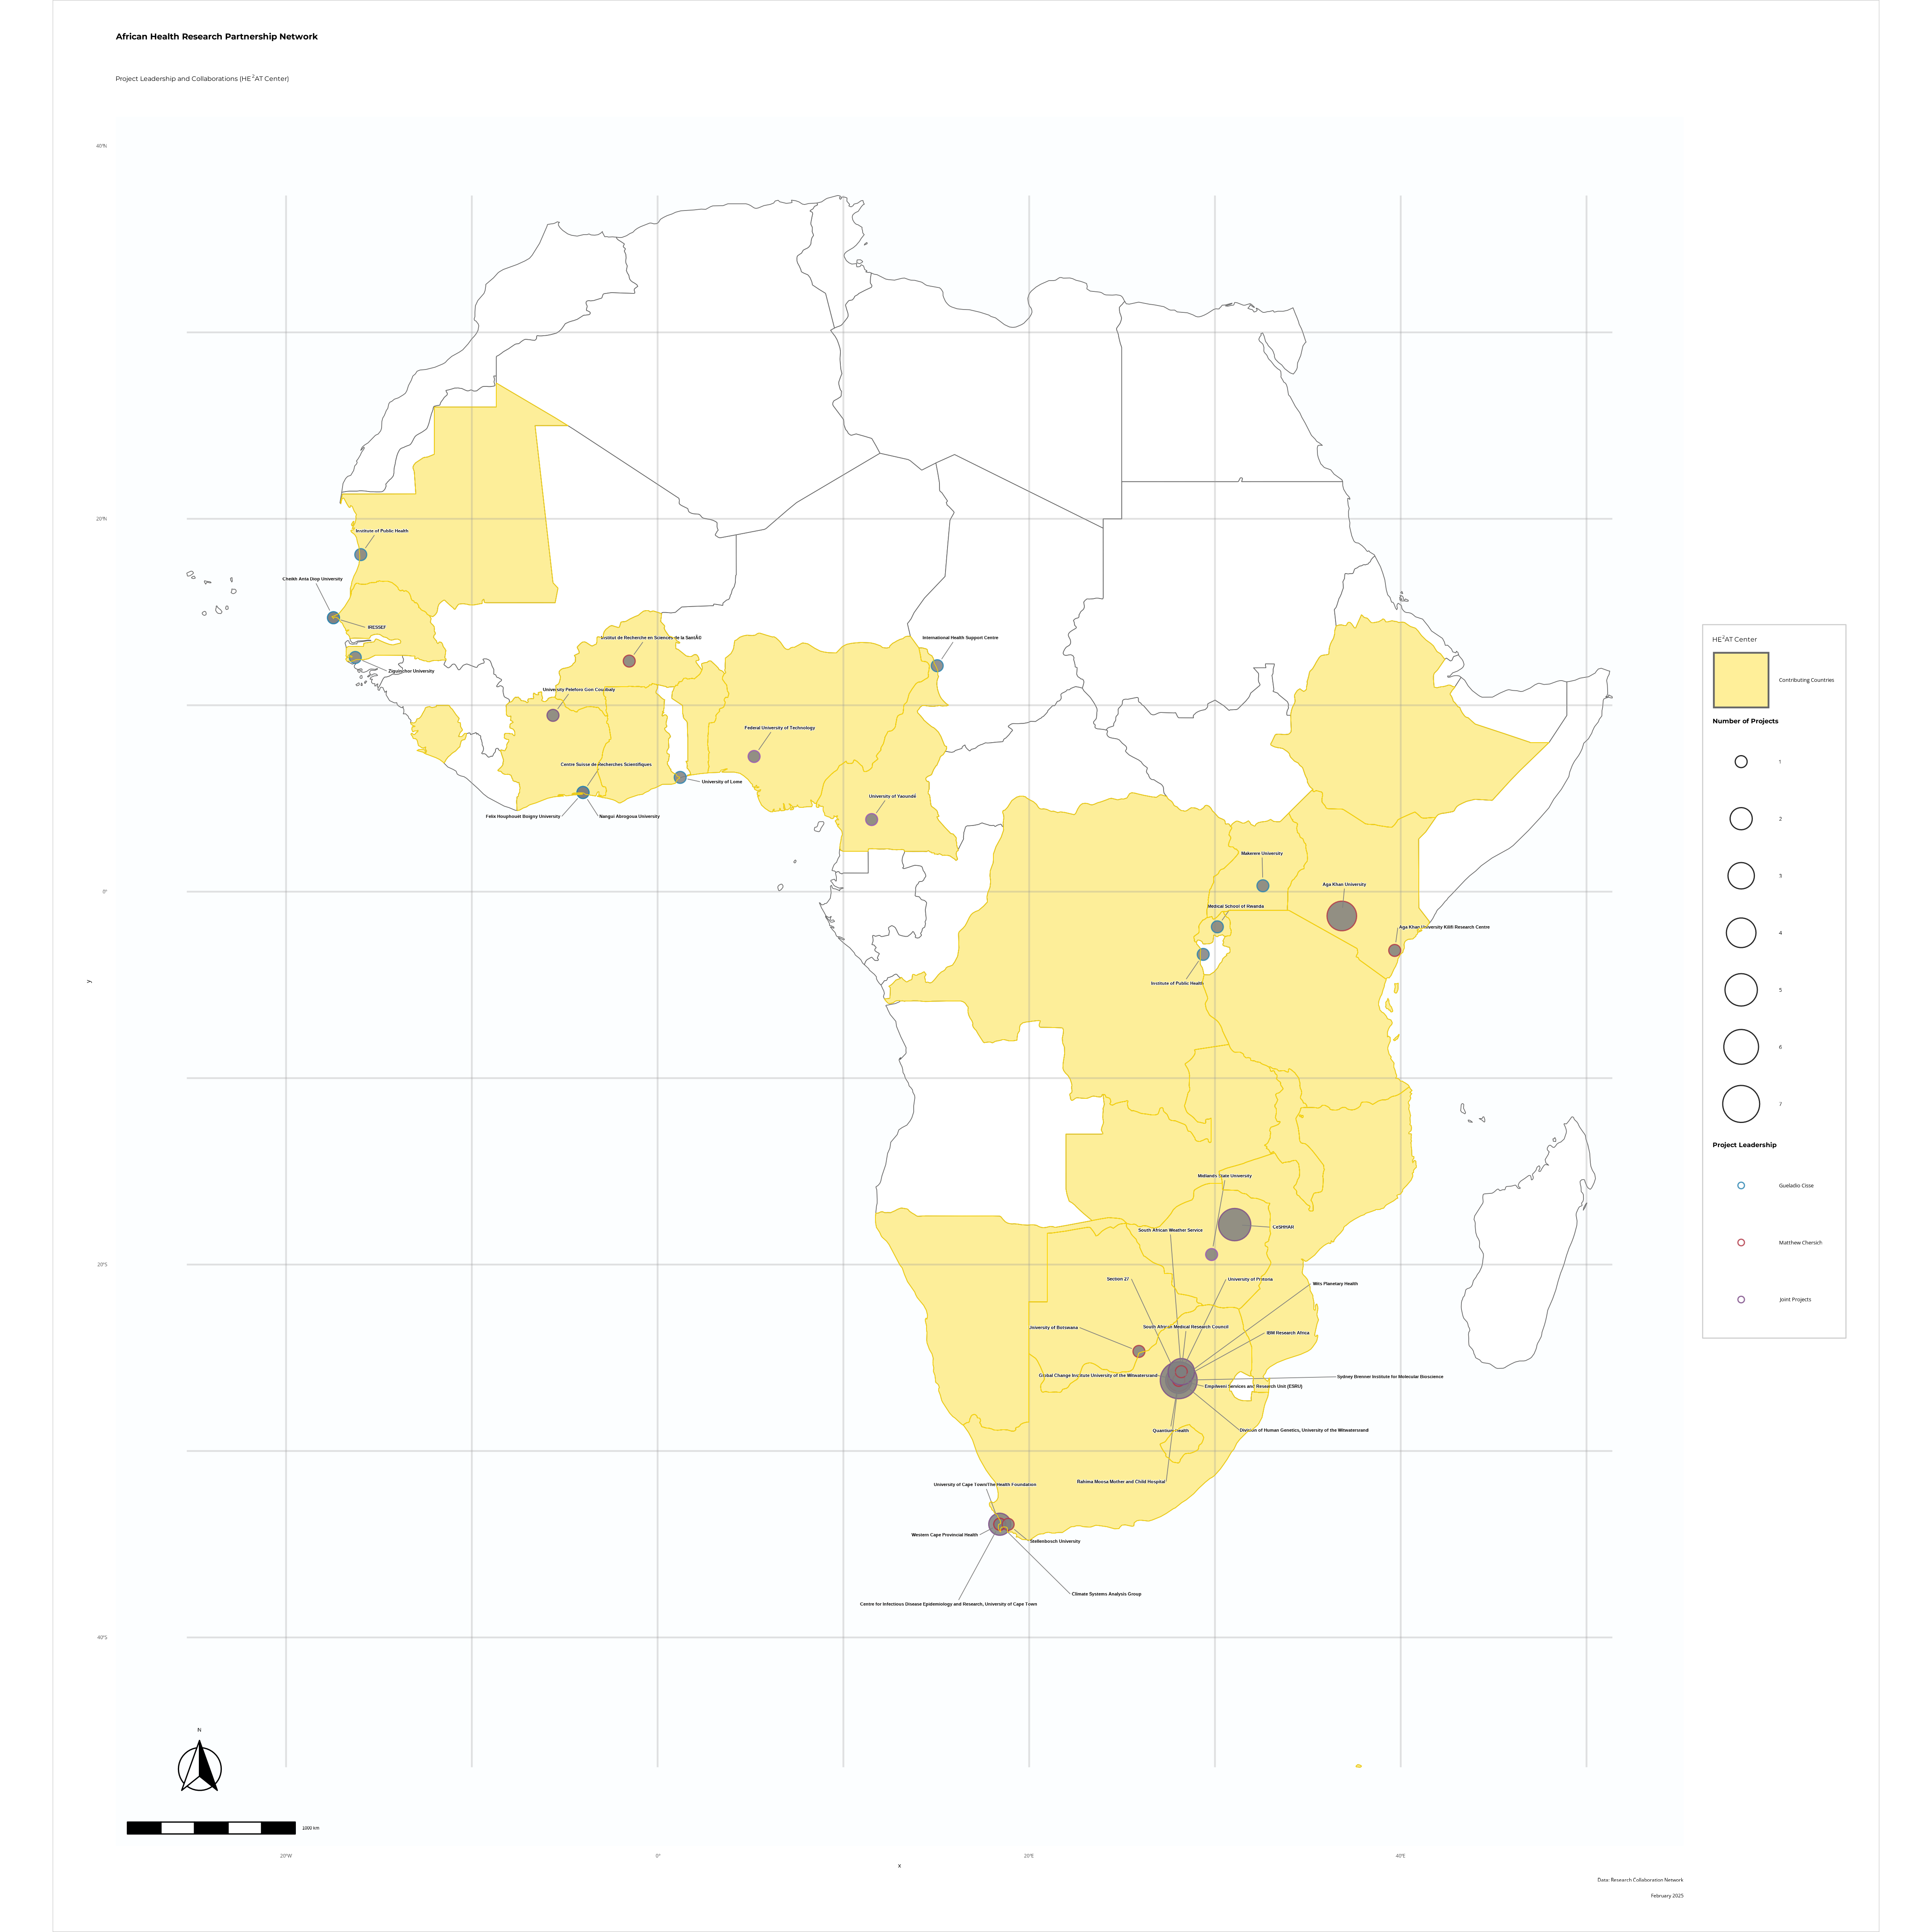 African Health Research Partnership Network
Project Leadership and Collaborations (HE²AT Center)
40°N
20°N
0°
20°S
40°S
y
Institute of Public Health
Cheikh Anta Diop University
IRESSEF
Ziguinchor University
Institut de Recherche en Sciences de la SantÃ©
International Health Support Centre
University Peleforo Gon Coulibaly
Federal University of Technology
Centre Suisse de Recherches Scientifiques
University of Lome
University of Yaoundé
Felix Houphouët Boigny University
Nangui Abrogoua University
Makerere University
Aga Khan University
Medical School of Rwanda
Aga Khan University Kilifi Research Centre
Institute of Public Health
Midlands State University
CeSHHAR
South African Weather Service
Section 27
University of Pretoria
Wits Planetary Health
University of Botswana
South African Medical Research Council
IBM Research Africa
Global Change Institute University of the Witwatersrand
Sydney Brenner Institute for Molecular Bioscience
Empilweni Services and Research Unit (ESRU)
Quantium Health
Division of Human Genetics, University of the Witwatersrand
Rahima Moosa Mother and Child Hospital
University of Cape Town/The Health Foundation
Western Cape Provincial Health
Stellenbosch University
Climate Systems Analysis Group
Centre for Infectious Disease Epidemiology and Research, University of Cape Town
HE²AT Center
Contributing Countries
Number of Projects
1
2
3
4
5
6
7
Project Leadership
Gueladio Cisse
Matthew Chersich
Joint Projects
N
1000 km
20°W
0°
20°E
40°E
x
Data: Research Collaboration Network
February 2025